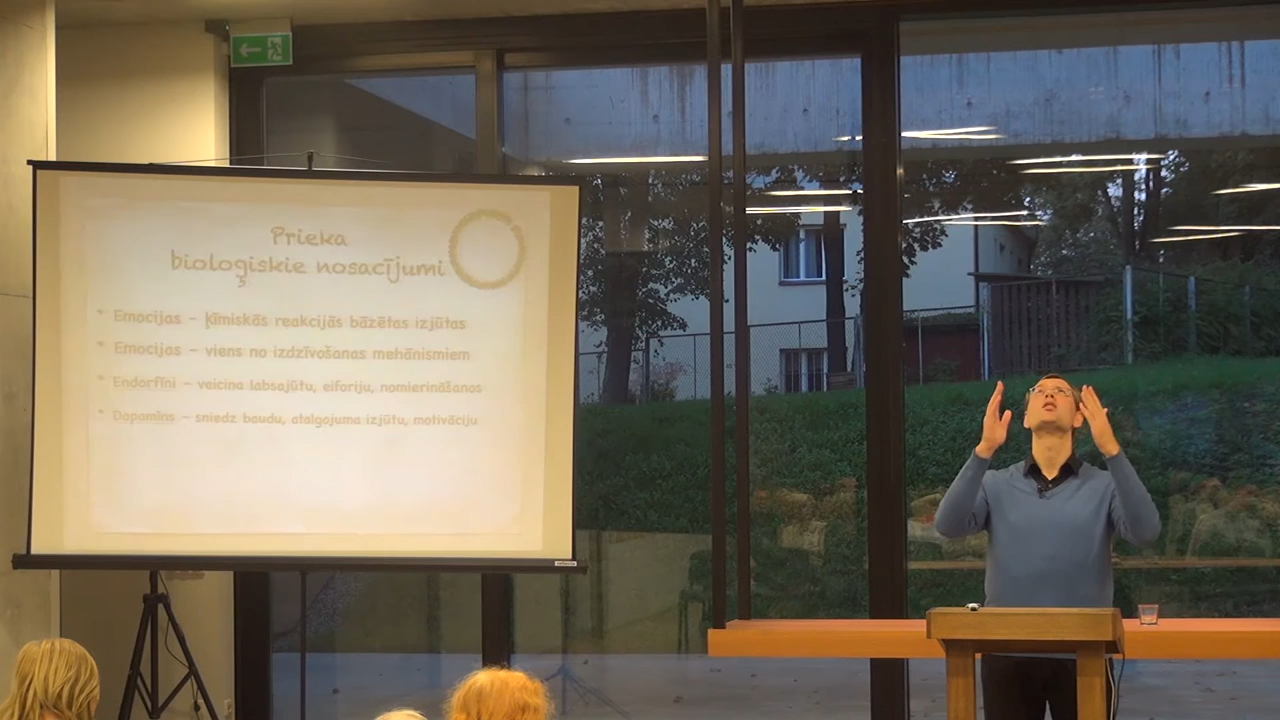 Prieka
bioloģiskie nosacījumi
* Emocijas – ķīmiskās reakcijās bāzētas izjūtas
* Emocijas – viens no izdzīvošanas mehānismiem
* Endorfīni – veicina labsajūtu, eiforiju, nomierināšanos
* Dopamīns – sniedz baudu, atalgojuma izjūtu, motivāciju